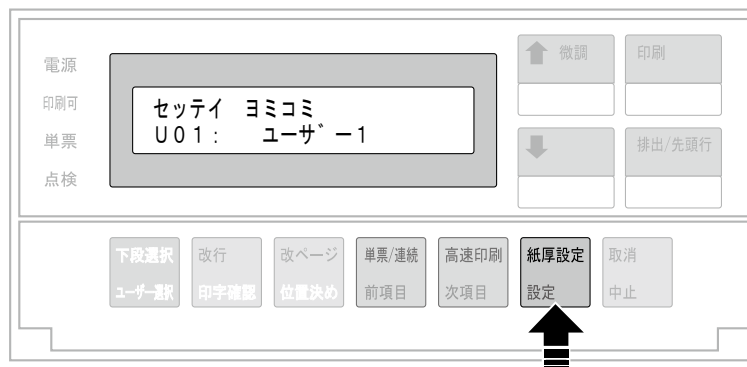 電源
印刷可
単票
点検
セッテイ ヨミコミ
U01: ユーザー1
微調
印刷
排出/先頭行
下段選択
ユーザー選択
改行
印字確認
改ページ
位置決め
単票/連続
前項目
高速印刷
次項目
紙厚設定
設定
取消
中止